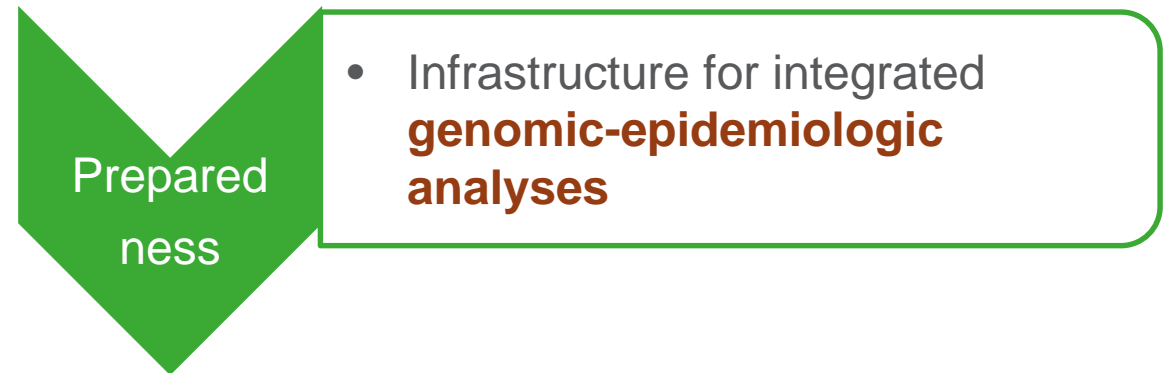 Prepared
ness
• Infrastructure for integrated
genomic-epidemiologic
analyses